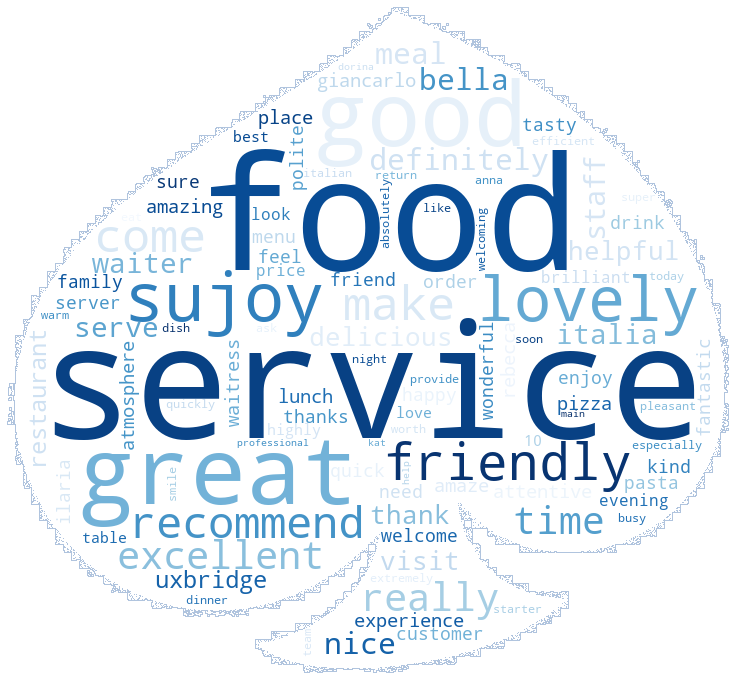 dorina
meal
giancarlo
bella
good
place
tasty
best
polite
efficient
definitely
italian
return
anna
food
sure
staff
super
amazing
absolutely
like
look
welcoming
drink
come
menu
helpful
waiter
feel
price
family
friend
order
brilliant
today
server
sujoy
make
lovely
warm
serve
dish
ask
delicious
rebecca
soon
italia
restaurant
atmosphere
waitress
service
wonderful
fantastic
night
provide
enjoy
lunch
happy
quickly
thanks
love
pizza
main
pleasant
highly
worth
10
professional
kat
especially
great
friendly
kind
smile
quick
help
ilaria
need
amaze
attentive
pasta
evening
recommend
thank
time
busy
table
welcome
excellent
visit
uxbridge
extremely
dinner
really
starter
experience
customer
team
nice